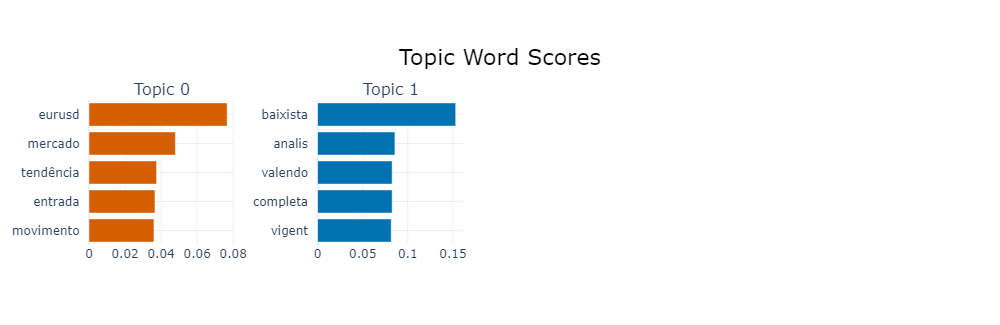 Topic Word Scores
Topic 0
eurusd
mercado
tendência
entrada
movimento
0 0.02 0.04 0.06 0.08
Topic 1
baixista
analis
valendo
completa
vigent
0 0.05 0.1 0.15